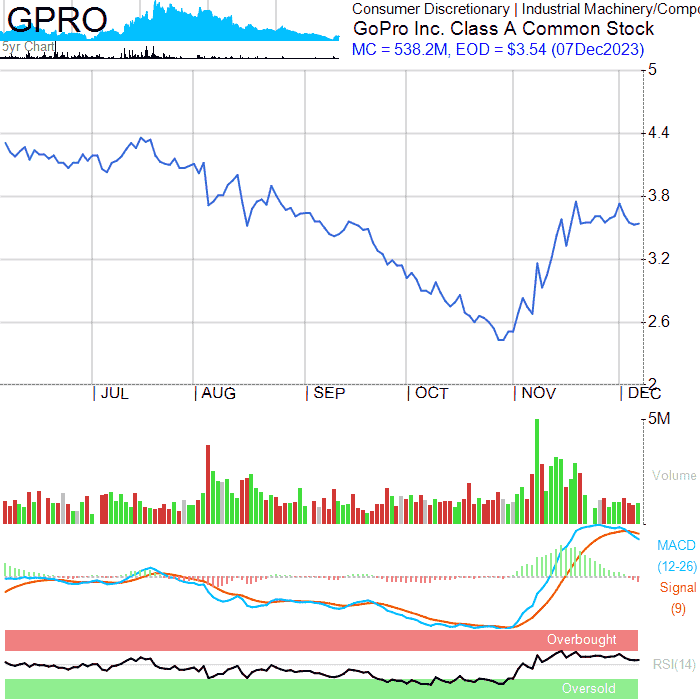 GPRO
5yr Chart
Consumer Discretionary | Industrial Machinery/Compo
GoPro Inc. Class A Common Stock
MC = 538.2M, EOD = $3.54 (07Dec2023)
5
4.4
3.8
3.2
2.6
2
JUL AUG SEP OCT NOV DEC
5M
Volume
MACD
(12-26)
Signal
(9)
Overbought
RSI(14)
Oversold